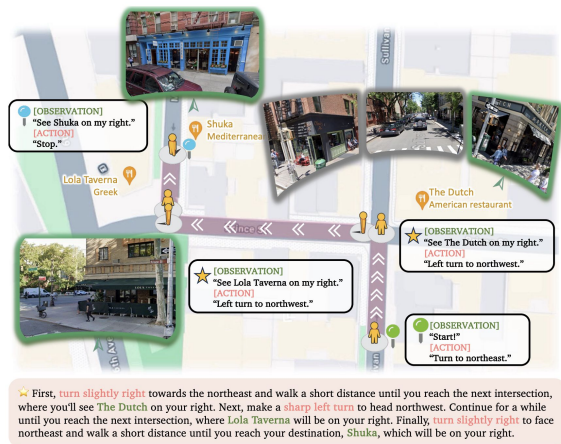 Sullivan
[OBSERVATION]
"See Shuka on my right."
[ACTION]
"Stop."
Shuka
Mediterranea
Lola Taverna
Greek
The Dutch
American restaurant
ince S
[OBSERVATION]
"See The Dutch on my right."
[ACTION]
"Left turn to northwest."
[OBSERVATION]
"See Lola Taverna on my right."
[ACTION]
"Left turn to northwest."
[OBSERVATION]
"Start!"
[ACTION]
"Turn to northeast."
th Av
van
First, turn slightly right towards the northeast and walk a short distance until you reach the next intersection,
where you'll see The Dutch on your right. Next, make a sharp left turn to head northwest. Continue for a while
until you reach the next intersection, where Lola Taverna will be on your right. Finally, turn slightly right to face
northeast and walk a short distance until you reach your destination, Shuka, which will be on your right.